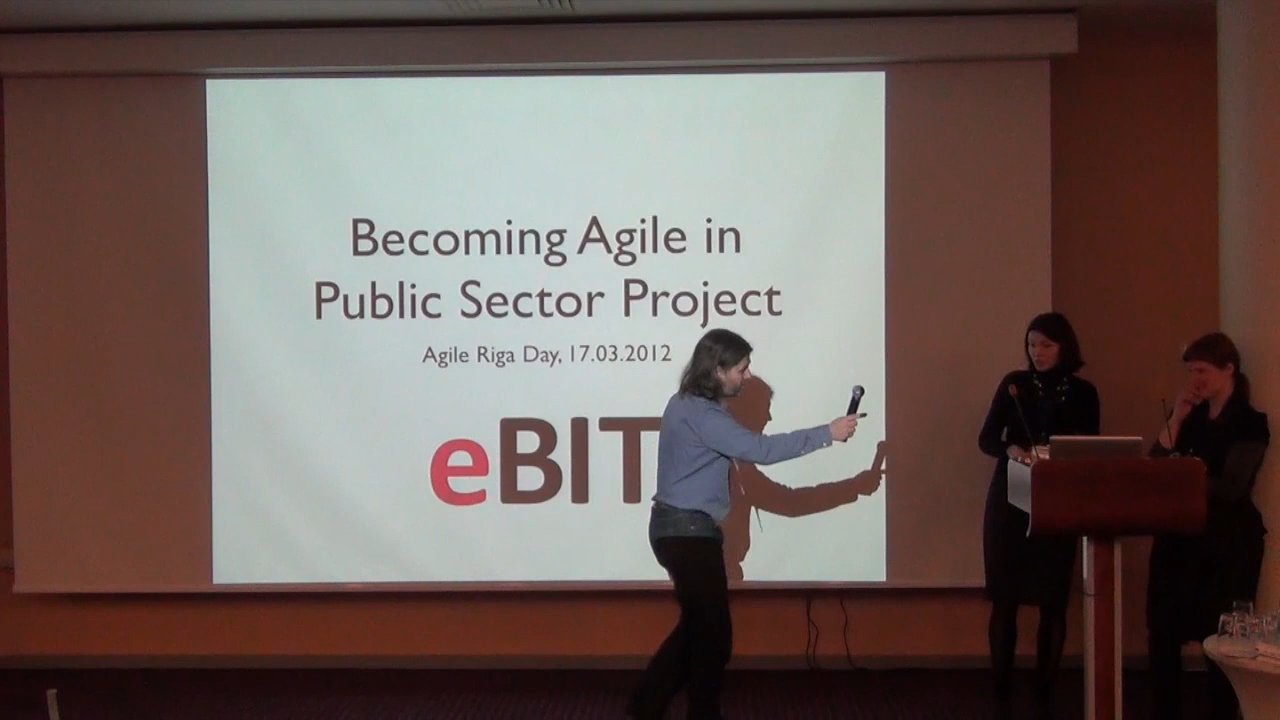 Becoming Agile in
Public Sector Project
Agile Riga Day, 17.03.2012
eBIT